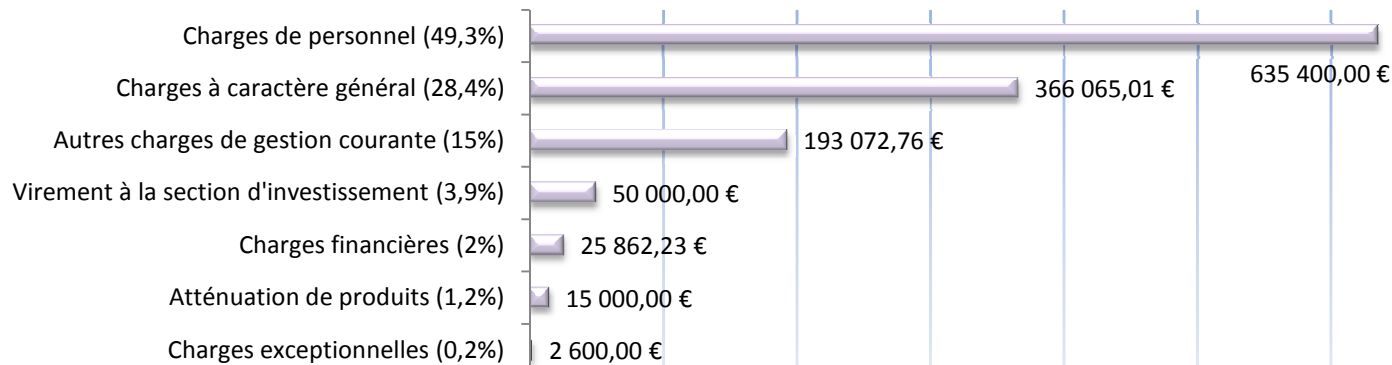 Charges de personnel (49,3%)
635 400,00 €
Charges à caractère général (28,4%)
366 065,01 €
Autres charges de gestion courante (15%)
193 072,76 €
Virement à la section d'investissement (3,9%)
50 000,00 €
Charges financières (2%)
25 862,23 €
Atténuation de produits (1,2%)
15 000,00 €
Charges exceptionnelles (0,2%)
2 600,00 €